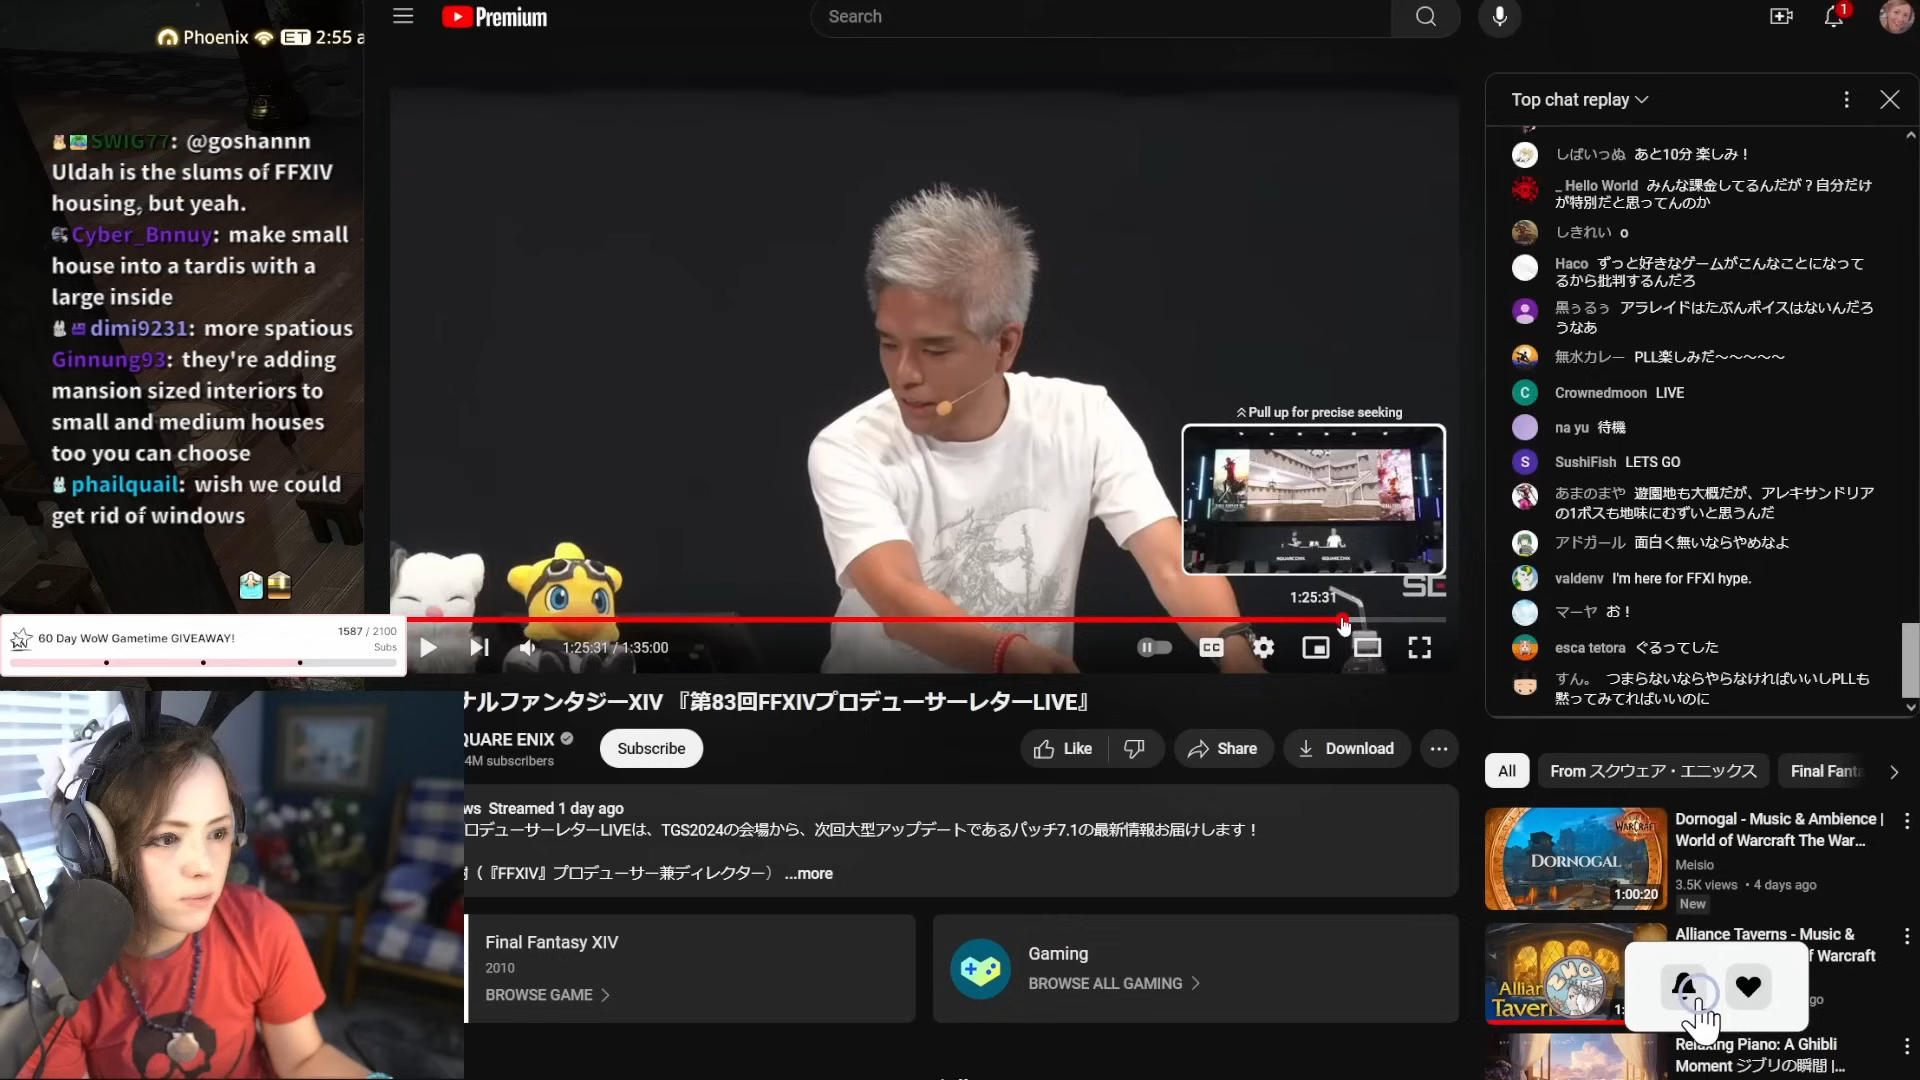 Phoenix ET 2:55 a
SWIG77: @goshannn
Uldah is the slums of FFXIV
housing, but yeah.
Cyber_Bnnuy: make small
house into a tardis with a
large inside
dimi9231: more spatious
Ginnung93: they're adding
mansion sized interiors to
small and medium houses
too you can choose
phailquail: wish we could
get rid of windows
60 Day WoW Gametime GIVEAWAY!
1587 / 2100
Subs
Premium
Search
1
Pull up for precise seeking
SQUARE ENIX
SQUARE ENIX
1:25:31
SE
1:25:31 / 1:35:00
CC
ナルファンタジーXIV 『第83回FFXIVプロデューサーレターLIVE』
QUARE ENIX
4M subscribers
Subscribe
Like
Share
Download
ws Streamed 1 day ago
ロデューサーレターLIVEは、TGS2024の会場から、次回大型アップデートであるパッチ7.1の最新情報お届けします！
（『FFXIV』プロデューサー兼ディレクター） ...more
Final Fantasy XIV
2010
BROWSE GAME
Gaming
BROWSE ALL GAMING
Top chat replay
しばいっぬ あと10分 楽しみ！
_ Hello World みんな課金してるんだが？自分だけ
が特別だと思ってんのか
しきれい o
Haco ずっと好きなゲームがこんなことになって
るから批判するんだろ
黒ぅるぅ アラレイドはたぶんボイスはないんだろ
うなあ
無水カレー PLL楽しみだ〜〜〜〜〜
C
Crownedmoon LIVE
na yu 待機
S
SushiFish LETS GO
あまのまや 遊園地も大概だが、アレキサンドリア
の1ボスも地味にむずいと思うんだ
アドガール 面白く無いならやめなよ
valdenv I'm here for FFXI hype.
マーヤ お！
esca tetora ぐるってした
すん。 つまらないならやらなければいいしPLLも
黙ってみてればいいのに
All
From スクウェア・エニックス
Final Fanta
WARCRAFT
DORNOGAL
1:00:20
Dornogal - Music & Ambience |
World of Warcraft The War...
Meisio
3.5K views • 4 days ago
New
Allian
Tavern
Alliance Taverns - Music &
f Warcraft
go
Relaxing Piano: A Ghibli
Moment ジブリの瞬間 |...